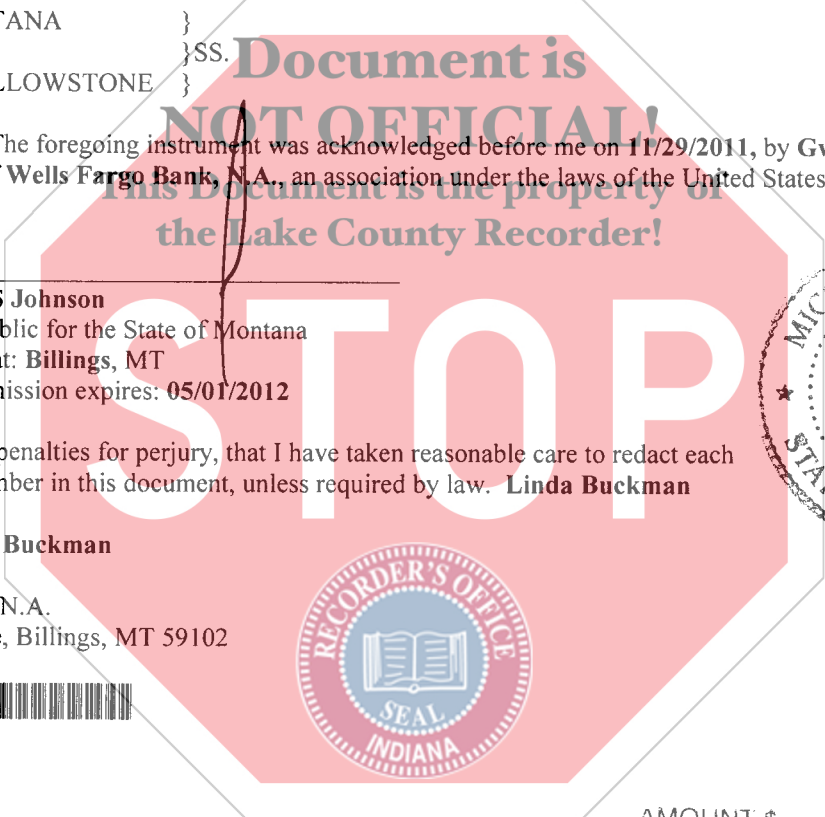 TANA }
}SS.
LLOWSTONE }
Document is
NOT OFFICIAL!
The foregoing instrument was acknowledged before me on 11/29/2011, by Gw
Wells Fargo Bank, N.A., an association under the laws of the United States
This Document is the property of
the Lake County Recorder!
S Johnson
blic for the State of Montana
at: Billings, MT
mission expires: 05/01/2012
STOP
penalties for perjury, that I have taken reasonable care to redact each
mber in this document, unless required by law. Linda Buckman
Buckman
N.A.
e, Billings, MT 59102
RECORDER'S OFFICE
SEAL
INDIANA
MIC
STA
AMOUNT $